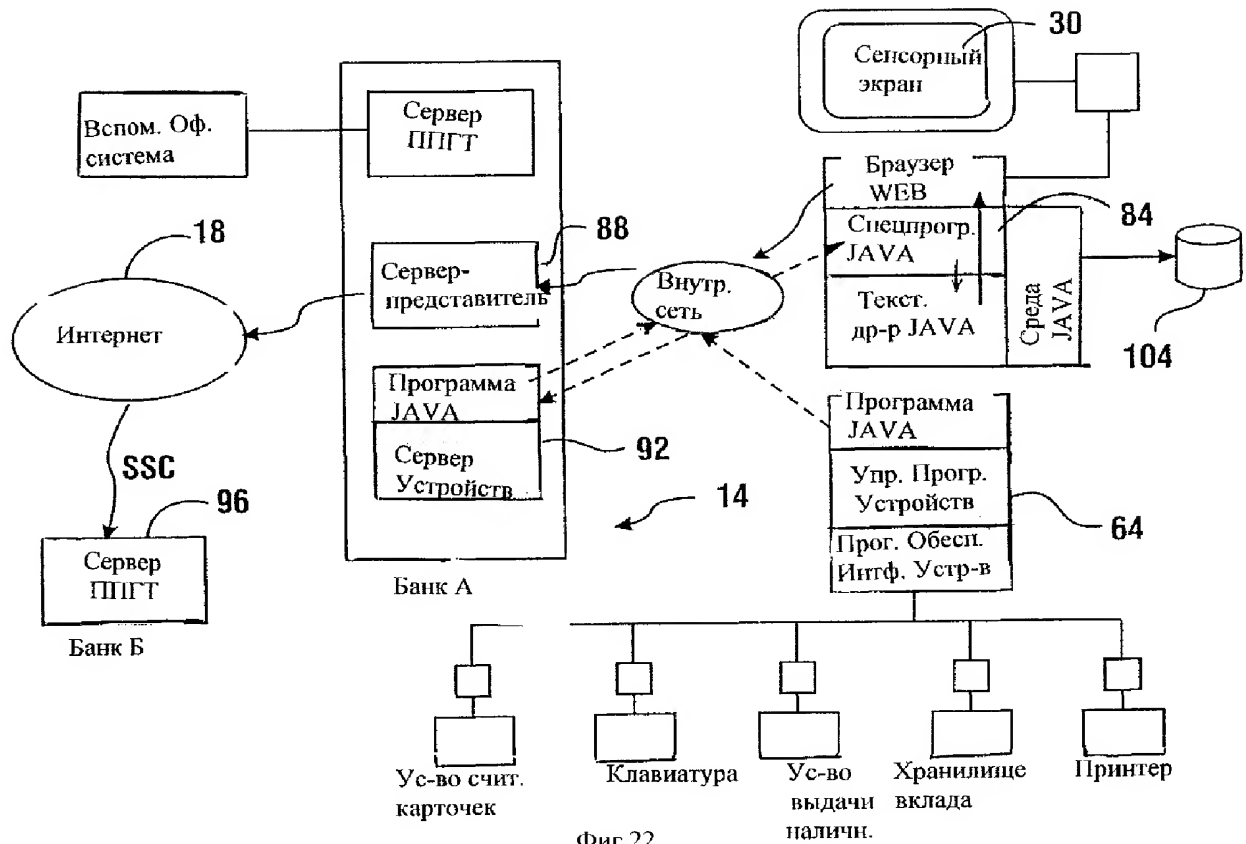 30
Сенсорный
экран
Вспом. Оф.
система
Сервер
ППГТ
Браузер
WEB
84
Спецпрогр.
JAVA
18
88
Сервер-
представитель
Внутр.
сеть
Текст.
др-р JAVA
Среда
JAVA
104
Интернет
Программа
JAVA
Программа
JAVA
92
Сервер
Устройств
Упр. Прогр.
Устройств
SSC
96
14
64
Прог. Обесп.
Интф. Устр-в
Сервер
ППГТ
Банк А
Банк Б
Ус-во счит.
карточек
Клавиатура
Ус-во
выдачи
наличн.
Хранилище
вклада
Принтер
Фиг.22